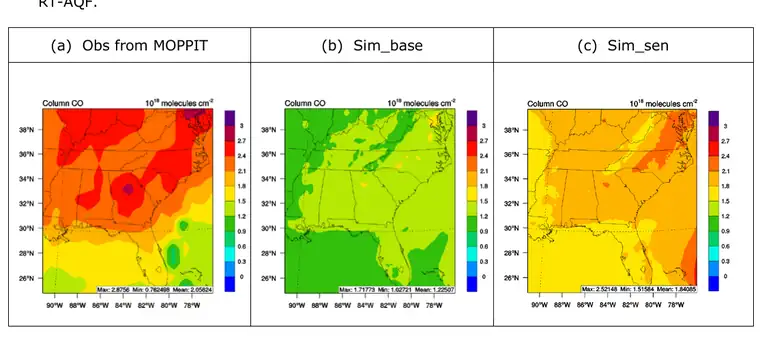 RT-AQF.
(a) Obs from MOPPIT
(b) Sim_base
(c) Sim_sen
Column CO 10¹⁸ molecules cm⁻²
38°N
36°N
34°N
32°N
30°N
28°N
26°N
90°W 88°W 86°W 84°W 82°W 80°W 78°W
3
2.7
2.4
2.1
1.8
1.5
1.2
0.9
0.6
0.3
0
Max: 2.8756 Min: 0.782498 Mean: 2.05824
Column CO 10¹⁸ molecules cm⁻²
38°N
36°N
34°N
32°N
30°N
28°N
26°N
90°W 88°W 86°W 84°W 82°W 80°W 78°W
3
2.7
2.4
2.1
1.8
1.5
1.2
0.9
0.6
0.3
0
Max: 1.71773 Min: 1.02721 Mean: 1.22507
Column CO 10¹⁸ molecules cm⁻²
38°N
36°N
34°N
32°N
30°N
28°N
26°N
90°W 88°W 86°W 84°W 82°W 80°W 78°W
3
2.7
2.4
2.1
1.8
1.5
1.2
0.9
0.6
0.3
0
Max: 2.52148 Min: 1.51584 Mean: 1.84085